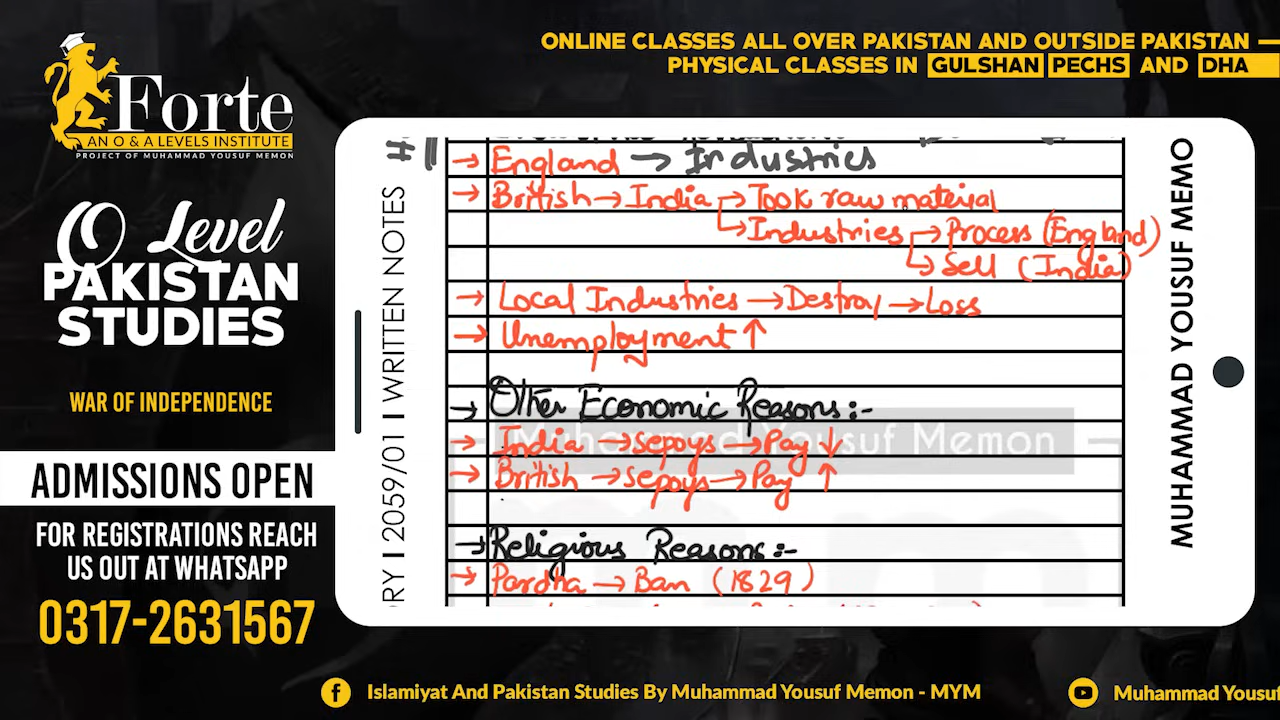 Forte
AN O & A LEVELS INSTITUTE
PROJECT OF MUHAMMAD YOUSUF MEMON
O Level
PAKISTAN
STUDIES
WAR OF INDEPENDENCE
ADMISSIONS OPEN
FOR REGISTRATIONS REACH
US OUT AT WHATSAPP
0317-2631567
ONLINE CLASSES ALL OVER PAKISTAN AND OUTSIDE PAKISTAN
PHYSICAL CLASSES IN GULSHAN PECHS AND DHA
#1
ORY I 2059/01 I WRITTEN NOTES
→ England → Industries
→ British → India → Took raw material
→ Industries → Process (England)
→ Sell (India)
→ Local Industries → Destroy → Loss
→ Unemployment ↑
→ Other Economic Reasons:-
→ India → sepoys → Pay ↓
→ British → sepoys → Pay ↑
→ Religious Reasons:-
→ Pardha → Ban (1829)
Muhammad Yousuf Memon
MUHAMMAD YOUSUF MEMO
Islamiyat And Pakistan Studies By Muhammad Yousuf Memon - MYM
Muhammad Yousuf